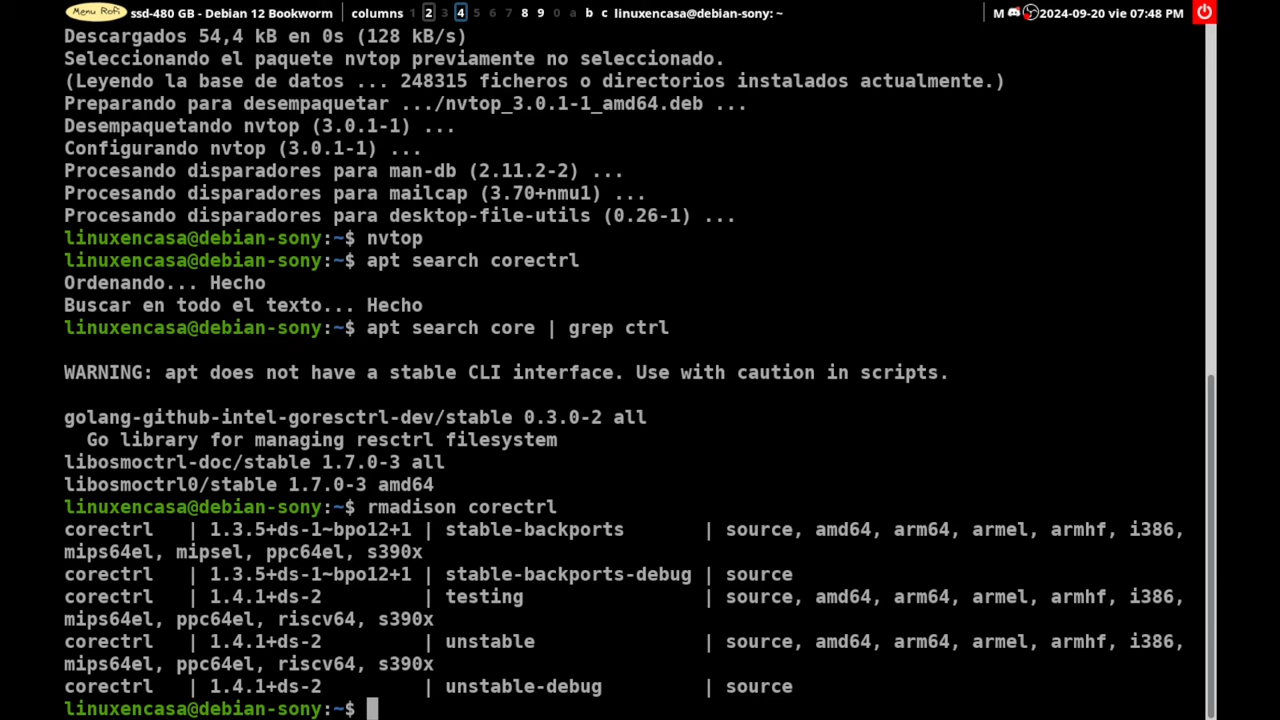 Menu Rofi ssd-480 GB - Debian 12 Bookworm | columns 1 2 3 4 5 6 7 8 9 0 a b c linuxencasa@debian-sony: ~ | M 2024-09-20 vie 07:48 PM
Descargados 54,4 kB en 0s (128 kB/s)
Seleccionando el paquete nvtop previamente no seleccionado.
(Leyendo la base de datos ... 248315 ficheros o directorios instalados actualmente.)
Preparando para desempaquetar .../nvtop_3.0.1-1_amd64.deb ...
Desempaquetando nvtop (3.0.1-1) ...
Configurando nvtop (3.0.1-1) ...
Procesando disparadores para man-db (2.11.2-2) ...
Procesando disparadores para mailcap (3.70+nmu1) ...
Procesando disparadores para desktop-file-utils (0.26-1) ...
linuxencasa@debian-sony:~$ nvtop
linuxencasa@debian-sony:~$ apt search corectrl
Ordenando... Hecho
Buscar en todo el texto... Hecho
linuxencasa@debian-sony:~$ apt search core | grep ctrl
WARNING: apt does not have a stable CLI interface. Use with caution in scripts.
golang-github-intel-goresctrl-dev/stable 0.3.0-2 all
Go library for managing resctrl filesystem
libosmoctrl-doc/stable 1.7.0-3 all
libosmoctrl0/stable 1.7.0-3 amd64
linuxencasa@debian-sony:~$ rmadison corectrl
corectrl | 1.3.5+ds-1~bpo12+1 | stable-backports | source, amd64, arm64, armel, armhf, i386,
mips64el, mipsel, ppc64el, s390x
corectrl | 1.3.5+ds-1~bpo12+1 | stable-backports-debug | source
corectrl | 1.4.1+ds-2 | testing | source, amd64, arm64, armel, armhf, i386,
mips64el, ppc64el, riscv64, s390x
corectrl | 1.4.1+ds-2 | unstable | source, amd64, arm64, armel, armhf, i386,
mips64el, ppc64el, riscv64, s390x
corectrl | 1.4.1+ds-2 | unstable-debug | source
linuxencasa@debian-sony:~$